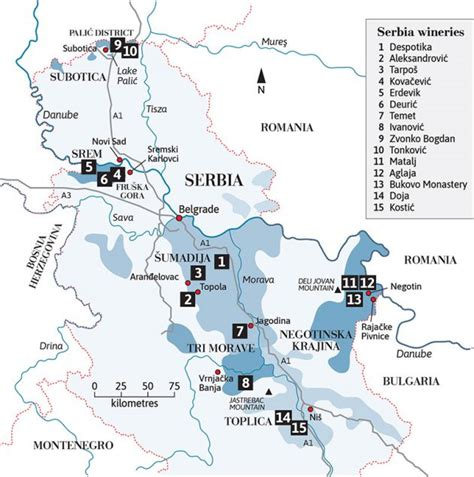 PALIĆ DISTRICT
Subotica
9
10
SUBOTICA
Lake
Palić
Danube
Tisza
A1
Mureş
N
ROMANIA
Novi Sad
SREM
Sremski
Karlovci
5
6
4
FRUŠKA
GORA
A3
SERBIA
Sava
Belgrade
BOSNIA
HERZEGOVINA
ŠUMADIJA
A1
1
3
Aranđelovac
Topola
2
Morava
ROMANIA
DELI JOVAN
MOUNTAIN
11
12
13
Negotin
Rajačke
Pivnice
Jagodina
7
NEGOTINSKA
KRAJINA
TRI MORAVE
A1
Danube
Drina
0 25 50 75
kilometres
Vrnjačka
Banja
8
JASTREBAC
MOUNTAIN
BULGARIA
TOPLICA
14
15
Niš
A1
MONTENEGRO
Serbia wineries
1 Despotika
2 Aleksandrović
3 Tarpoš
4 Kovačević
5 Erdevik
6 Deurić
7 Temet
8 Ivanović
9 Zvonko Bogdan
10 Tonković
11 Matalj
12 Aglaja
13 Bukovo Monastery
14 Doja
15 Kostić